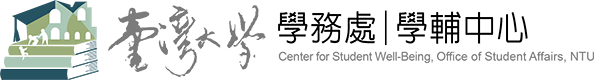 臺灣大學 學務處|學輔中心
Center for Student Well-Being, Office of Student Affairs, NTU